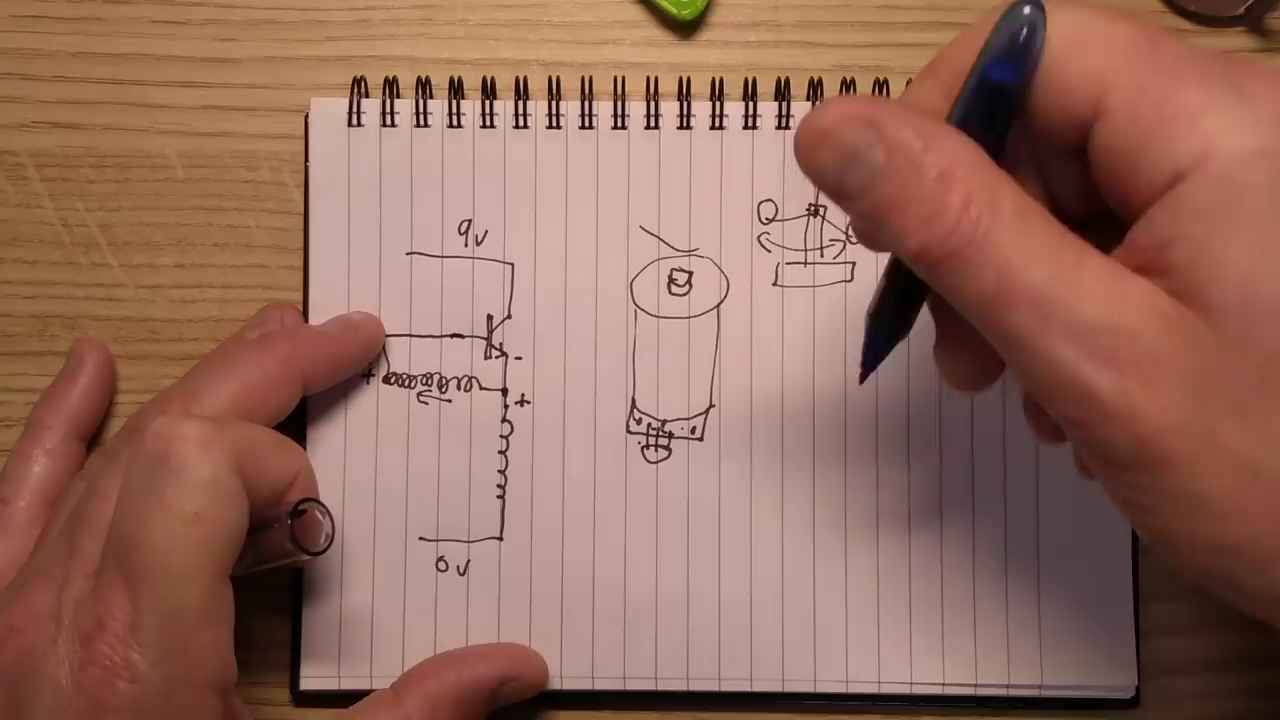 9v
-
+
+
0v